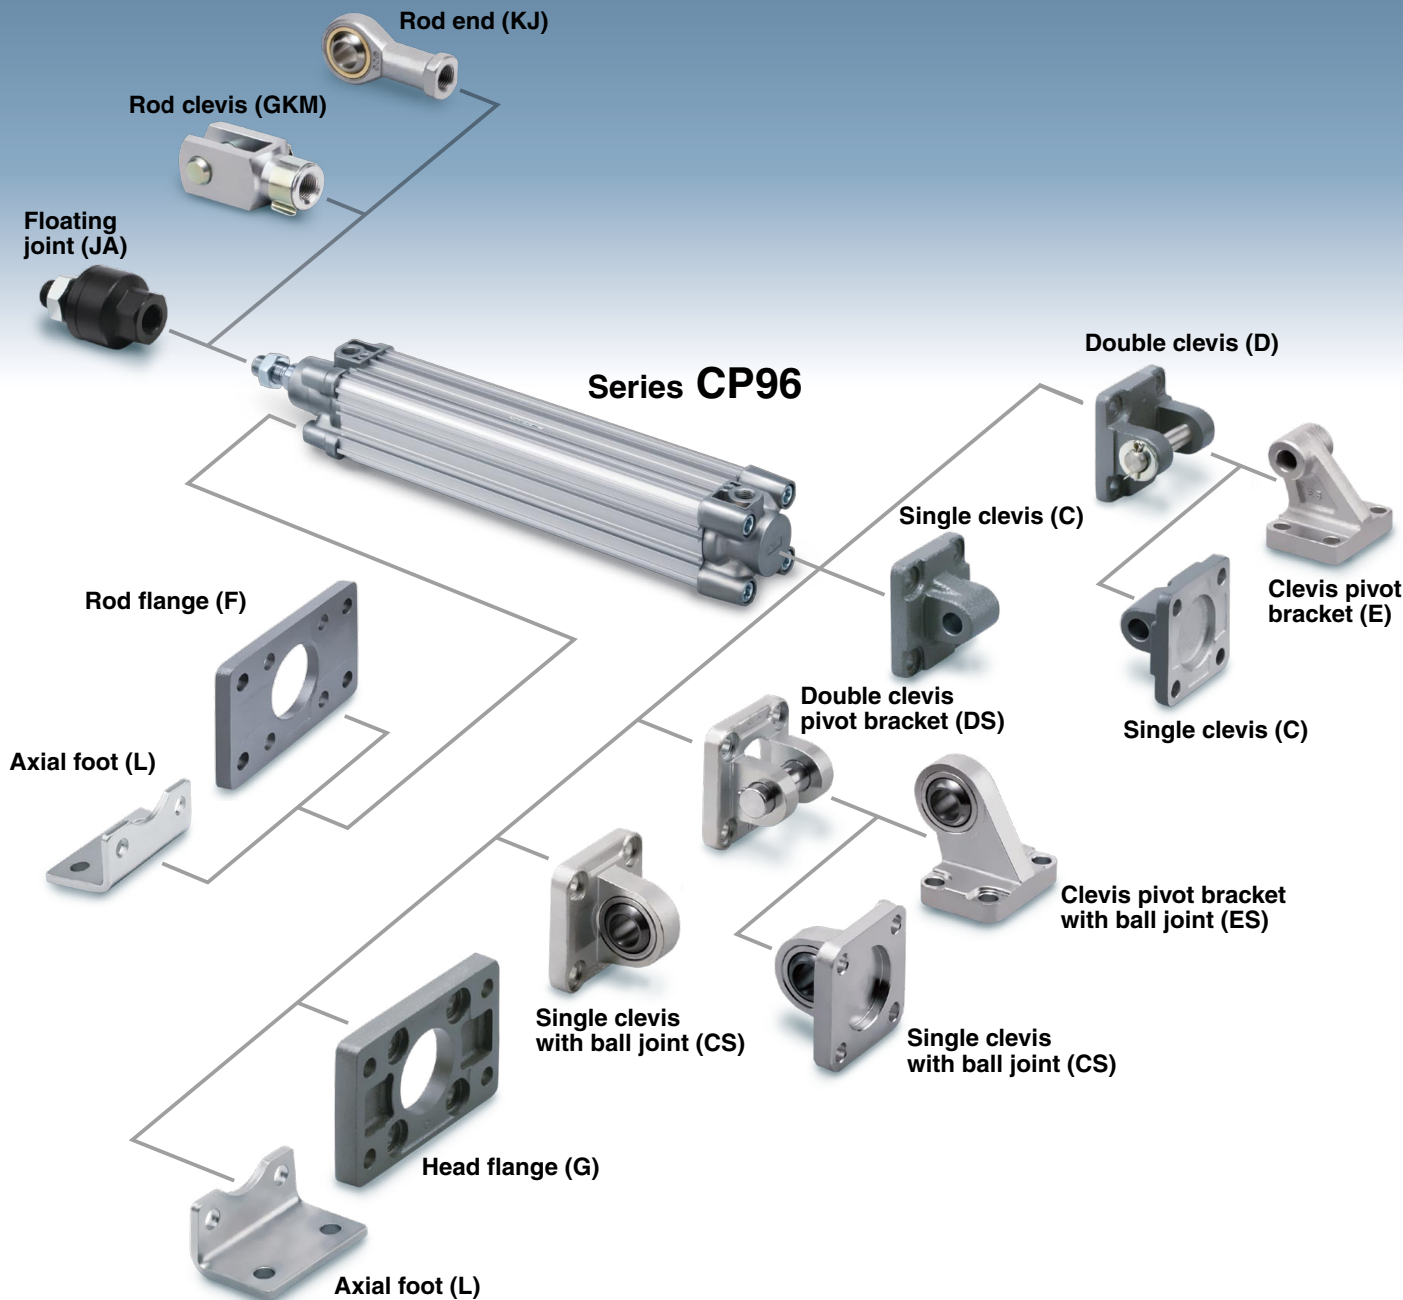 Rod end (KJ)
Rod clevis (GKM)
Floating
joint (JA)
Series CP96
Double clevis (D)
Single clevis (C)
Clevis pivot
bracket (E)
Rod flange (F)
Double clevis
pivot bracket (DS)
Single clevis (C)
Axial foot (L)
Clevis pivot bracket
with ball joint (ES)
Single clevis
with ball joint (CS)
Single clevis
with ball joint (CS)
Head flange (G)
Axial foot (L)